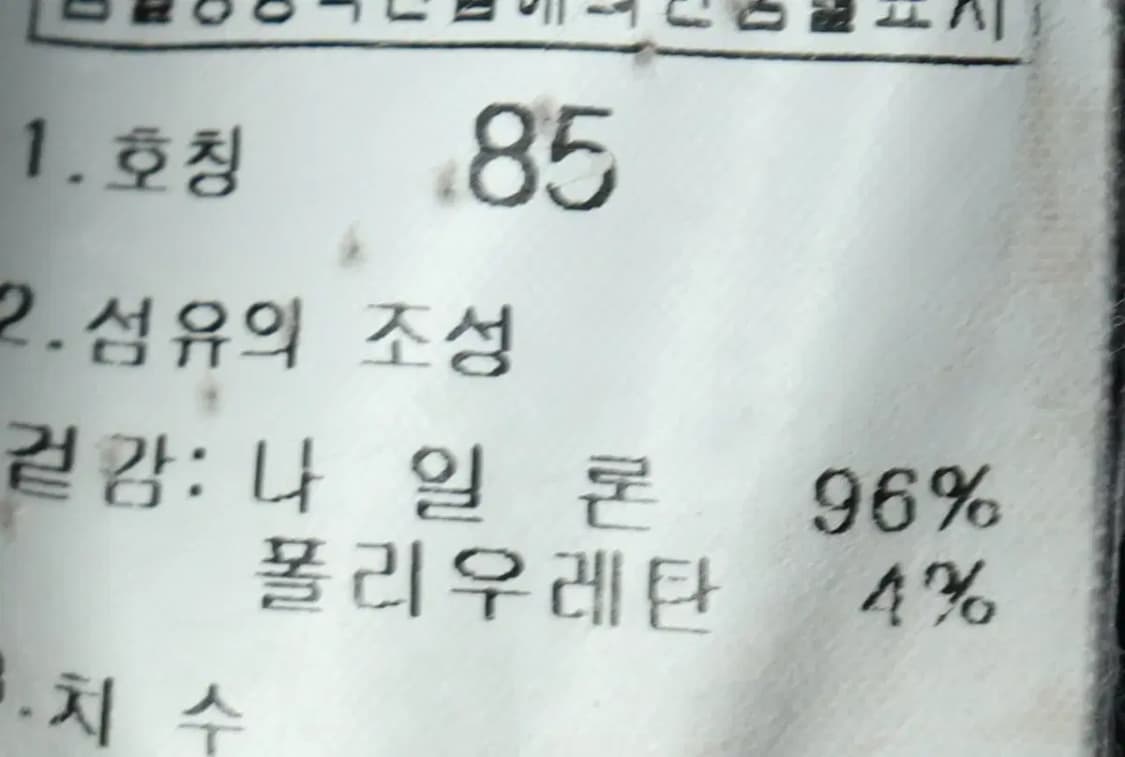 1.호칭 85
2.섬유의 조성
겉감: 나 일 론 96%
폴리우레탄 4%
.치 수